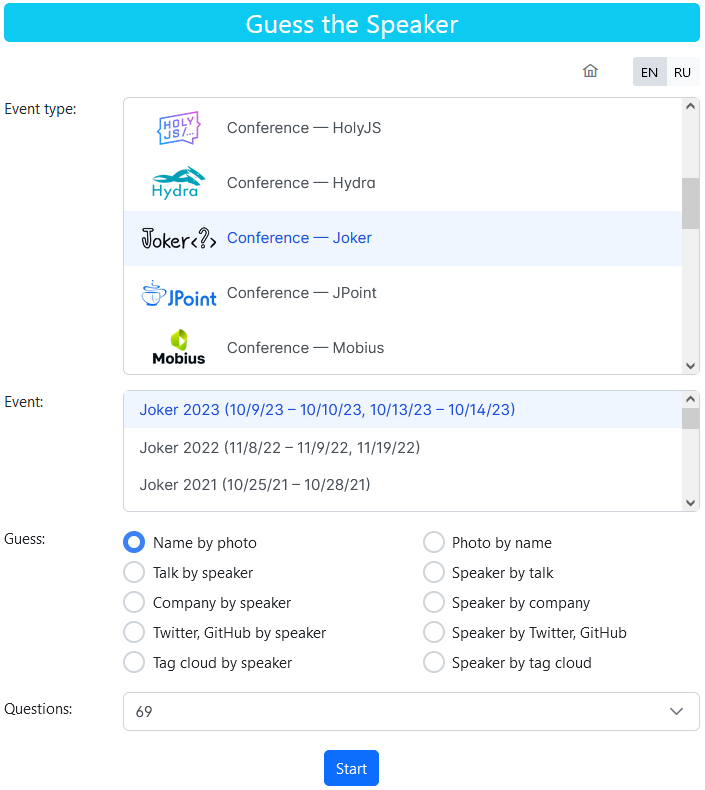 Guess the Speaker
EN RU
Event type:
HOLY JS/... Conference — HolyJS
Hydra Conference — Hydra
Joker<?> Conference — Joker
JPoint Conference — JPoint
Mobius Conference — Mobius
Event:
Joker 2023 (10/9/23 – 10/10/23, 10/13/23 – 10/14/23)
Joker 2022 (11/8/22 – 11/9/22, 11/19/22)
Joker 2021 (10/25/21 – 10/28/21)
Guess:
Name by photo Photo by name
Talk by speaker Speaker by talk
Company by speaker Speaker by company
Twitter, GitHub by speaker Speaker by Twitter, GitHub
Tag cloud by speaker Speaker by tag cloud
Questions: 69
Start